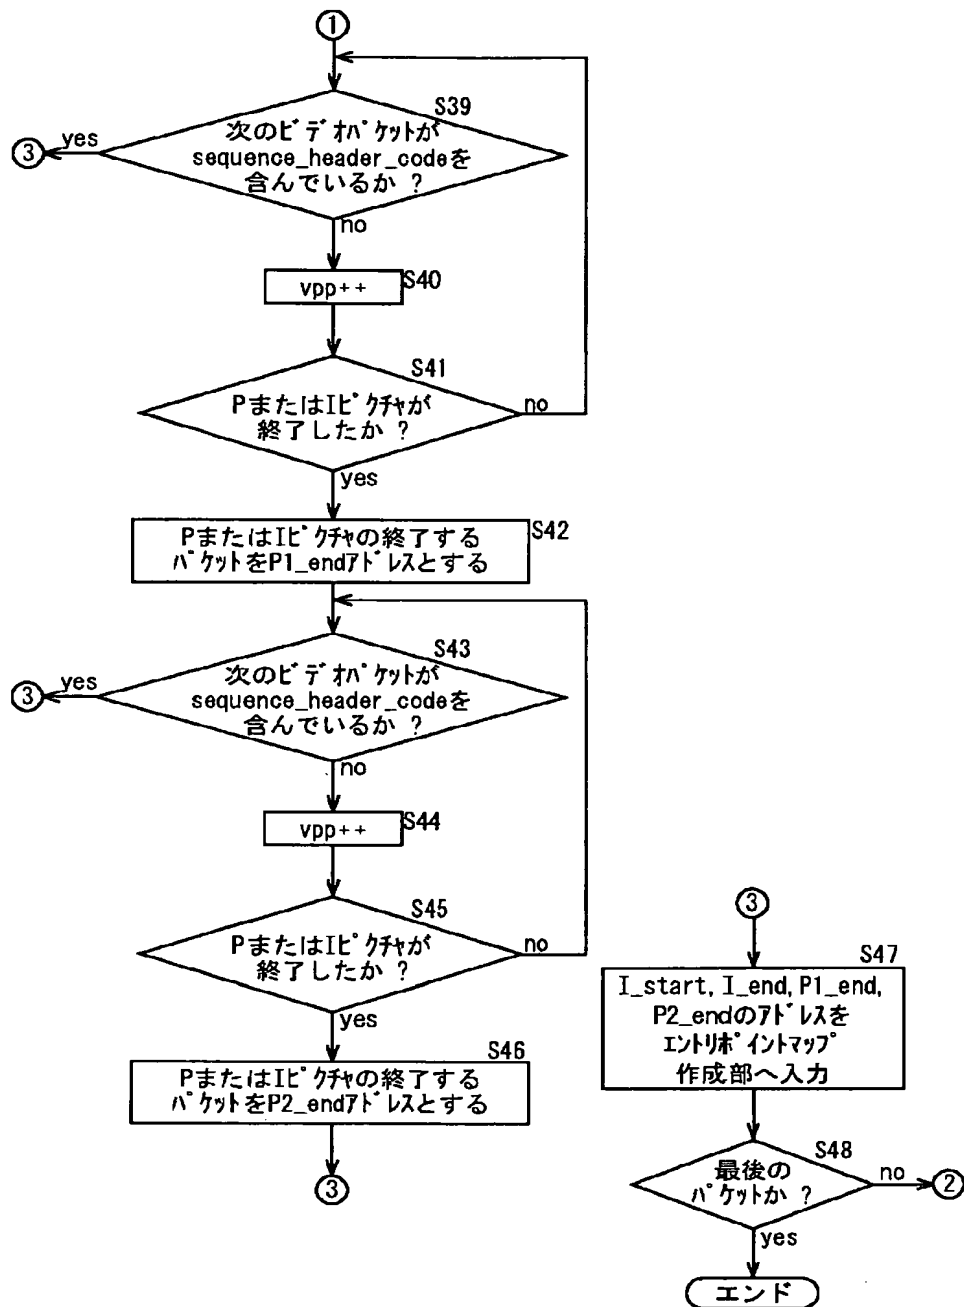 ①
S39
次のビデオパケットが
sequence_header_codeを
含んでいるか ?
yes
③
no
S40
vpp++
S41
PまたはIピクチャが
終了したか ?
no
yes
S42
PまたはIピクチャの終了する
パケットをP1_endアドレスとする
S43
次のビデオパケットが
sequence_header_codeを
含んでいるか ?
yes
③
no
S44
vpp++
S45
PまたはIピクチャが
終了したか ?
no
yes
S46
PまたはIピクチャの終了する
パケットをP2_endアドレスとする
③
③
S47
I_start, I_end, P1_end,
P2_endのアドレスを
エントリポイントマップ
作成部へ入力
S48
最後の
パケットか ?
no
②
yes
エンド